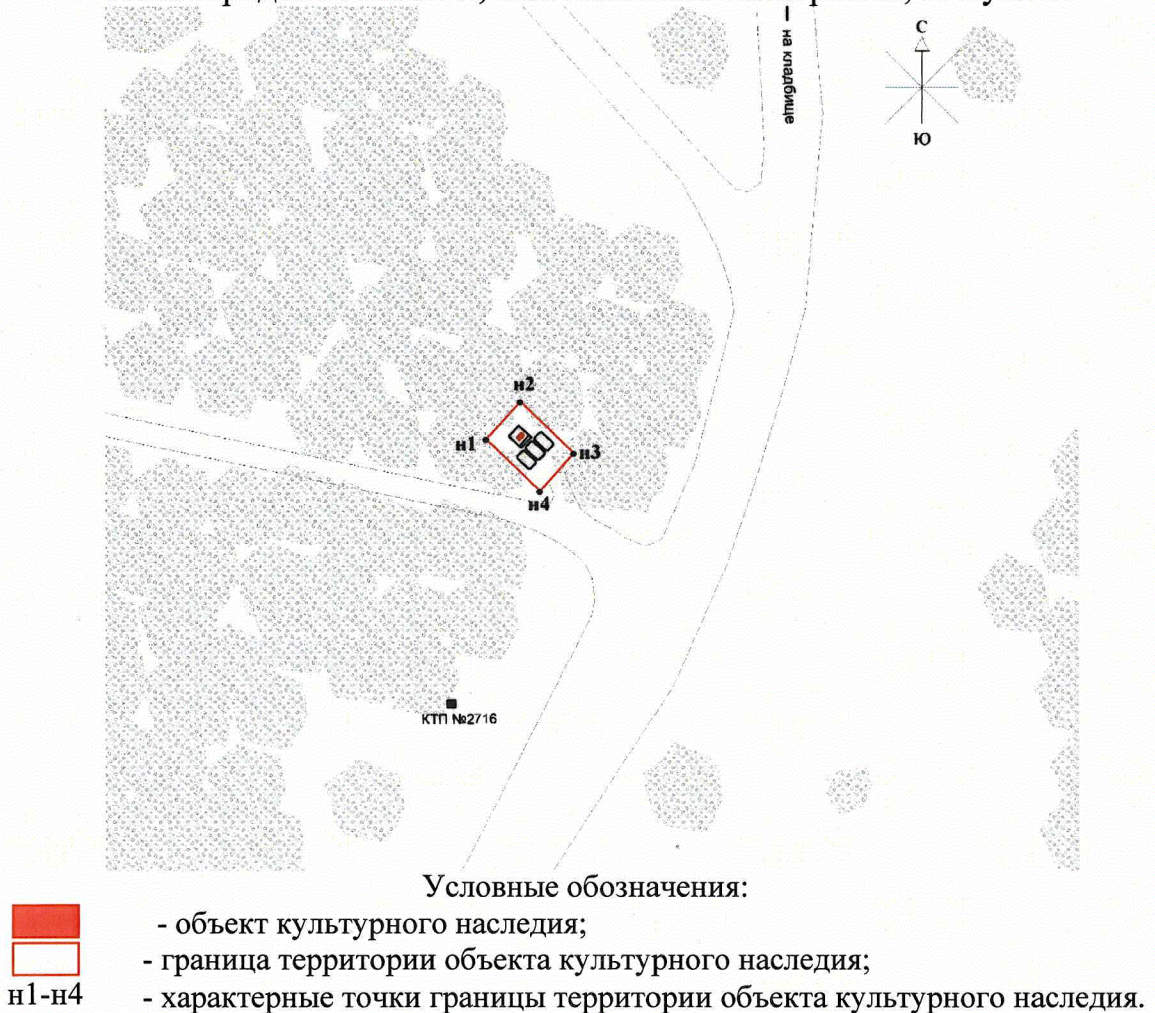 — на кладбище
С
Ю
н2
н1
н3
н4
КТП №2716
Условные обозначения:
- объект культурного наследия;
- граница территории объекта культурного наследия;
н1-н4 - характерные точки границы территории объекта культурного наследия.